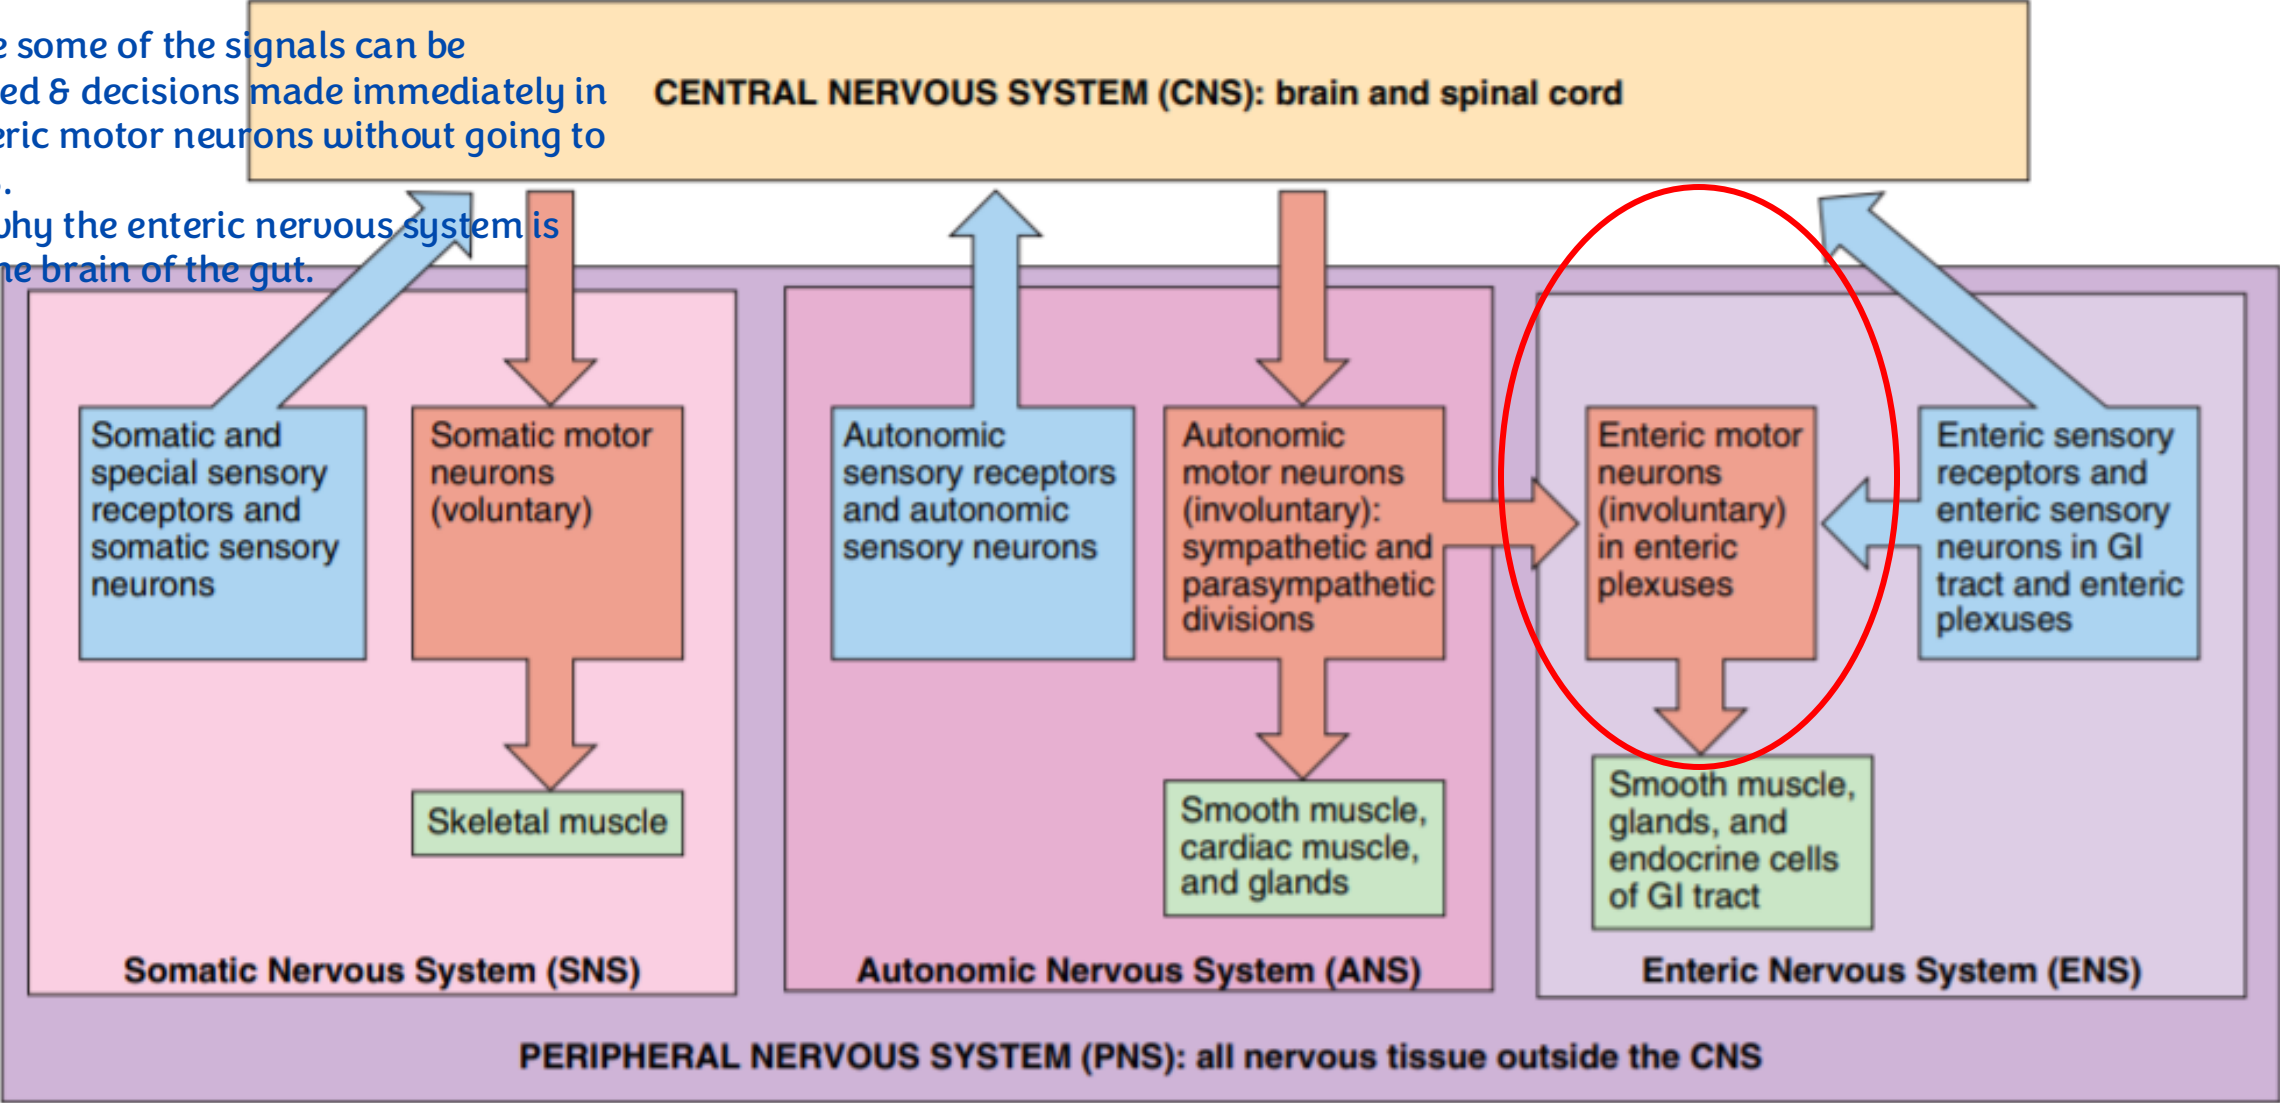 some of the signals can be
& decisions made immediately in
motor neurons without going to
the enteric nervous system is
brain of the gut.
CENTRAL NERVOUS SYSTEM (CNS): brain and spinal cord
Somatic and
special sensory
receptors and
somatic sensory
neurons
Somatic motor
neurons
(voluntary)
Skeletal muscle
Somatic Nervous System (SNS)
Autonomic
sensory receptors
and autonomic
sensory neurons
Autonomic
motor neurons
(involuntary):
sympathetic and
parasympathetic
divisions
Smooth muscle,
cardiac muscle,
and glands
Autonomic Nervous System (ANS)
Enteric motor
neurons
(involuntary)
in enteric
plexuses
Smooth muscle,
glands, and
endocrine cells
of GI tract
Enteric sensory
receptors and
enteric sensory
neurons in GI
tract and enteric
plexuses
Enteric Nervous System (ENS)
PERIPHERAL NERVOUS SYSTEM (PNS): all nervous tissue outside the CNS